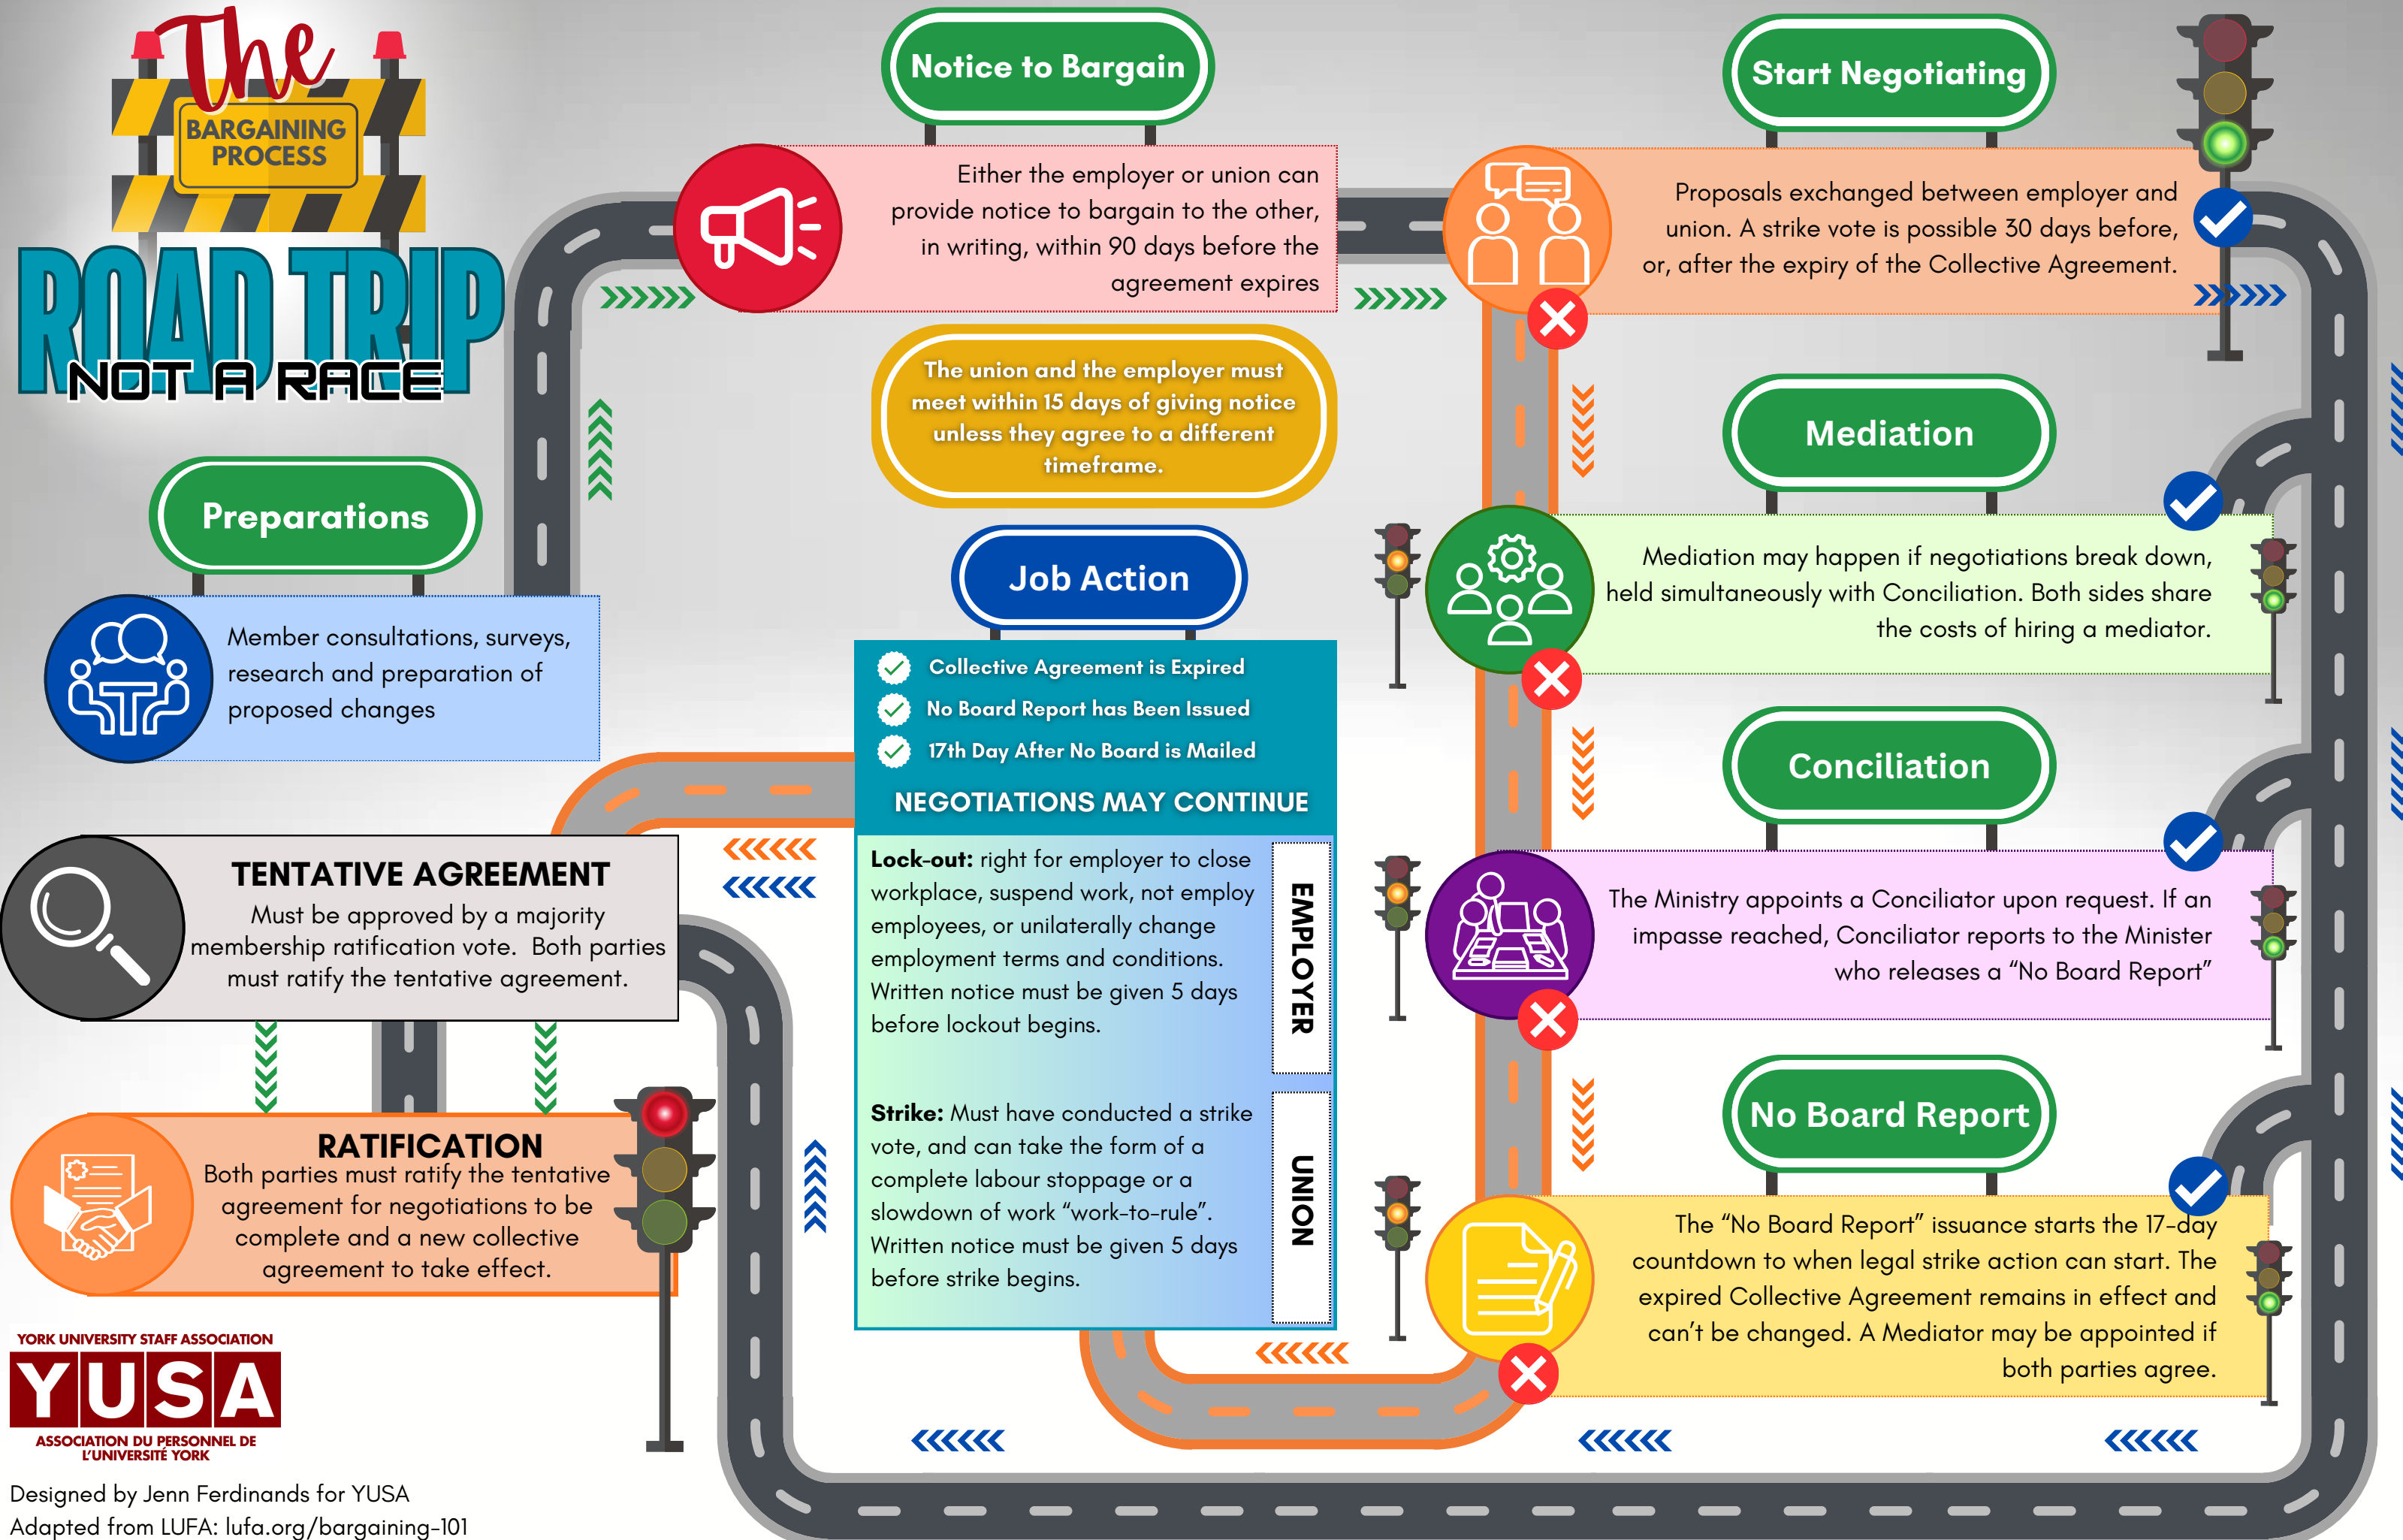 The
BARGAINING
PROCESS
ROAD TRIP
NOT A RACE
Preparations
Member consultations, surveys,
research and preparation of
proposed changes
Notice to Bargain
Either the employer or union can
provide notice to bargain to the other,
in writing, within 90 days before the
agreement expires
The union and the employer must
meet within 15 days of giving notice
unless they agree to a different
timeframe.
Start Negotiating
Proposals exchanged between employer and
union. A strike vote is possible 30 days before,
or, after the expiry of the Collective Agreement.
Mediation
Mediation may happen if negotiations break down,
held simultaneously with Conciliation. Both sides share
the costs of hiring a mediator.
Conciliation
The Ministry appoints a Conciliator upon request. If an
impasse reached, Conciliator reports to the Minister
who releases a “No Board Report”
No Board Report
The “No Board Report” issuance starts the 17-day
countdown to when legal strike action can start. The
expired Collective Agreement remains in effect and
can’t be changed. A Mediator may be appointed if
both parties agree.
Job Action
Collective Agreement is Expired
No Board Report has Been Issued
17th Day After No Board is Mailed
NEGOTIATIONS MAY CONTINUE
Lock-out: right for employer to close
workplace, suspend work, not employ
employees, or unilaterally change
employment terms and conditions.
Written notice must be given 5 days
before lockout begins.
EMPLOYER
Strike: Must have conducted a strike
vote, and can take the form of a
complete labour stoppage or a
slowdown of work “work-to-rule”.
Written notice must be given 5 days
before strike begins.
UNION
TENTATIVE AGREEMENT
Must be approved by a majority
membership ratification vote. Both parties
must ratify the tentative agreement.
RATIFICATION
Both parties must ratify the tentative
agreement for negotiations to be
complete and a new collective
agreement to take effect.
YORK UNIVERSITY STAFF ASSOCIATION
YUSA
ASSOCIATION DU PERSONNEL DE
L’UNIVERSITÉ YORK
Designed by Jenn Ferdinands for YUSA
Adapted from LUFA: lufa.org/bargaining-101